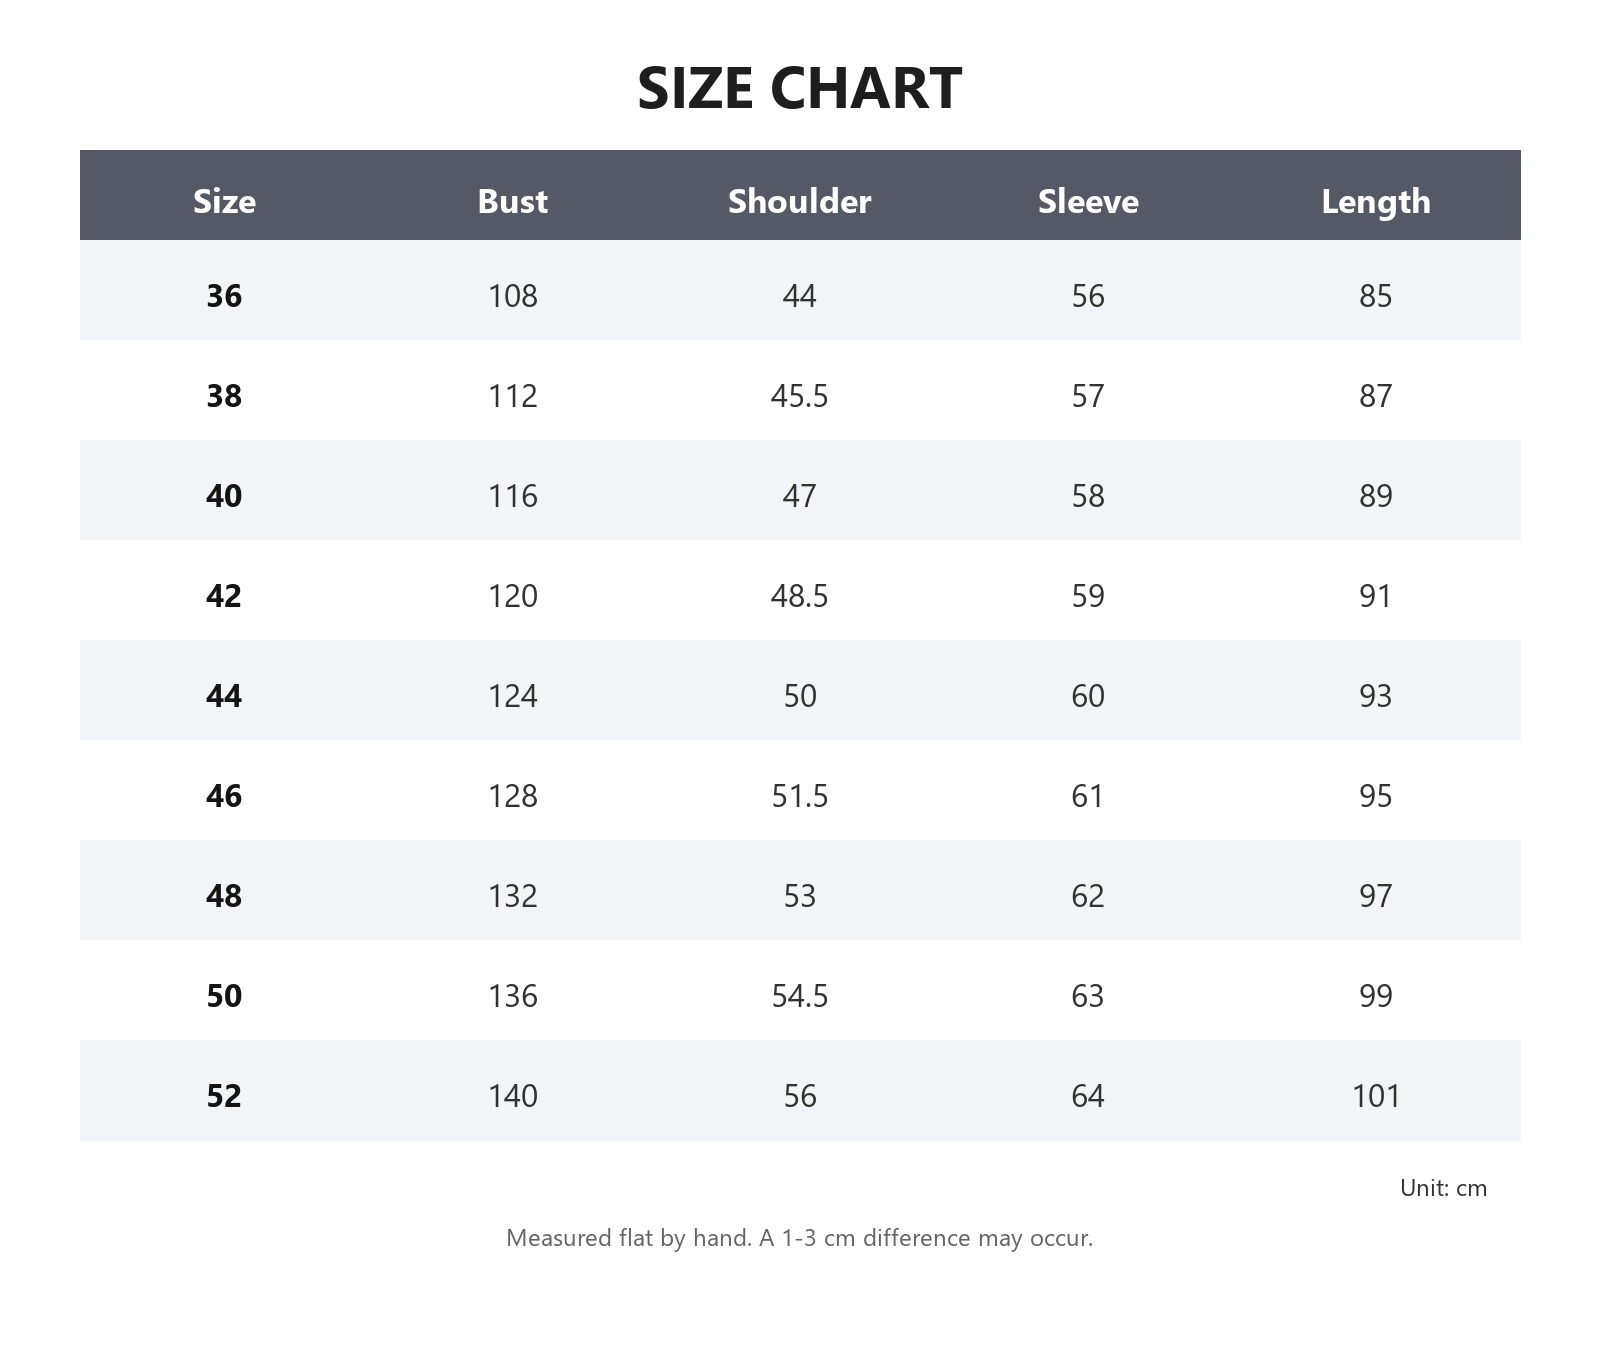 SIZE CHART
Size Bust Shoulder Sleeve Length
36 108 44 56 85
38 112 45.5 57 87
40 116 47 58 89
42 120 48.5 59 91
44 124 50 60 93
46 128 51.5 61 95
48 132 53 62 97
50 136 54.5 63 99
52 140 56 64 101
Unit: cm
Measured flat by hand. A 1-3 cm difference may occur.